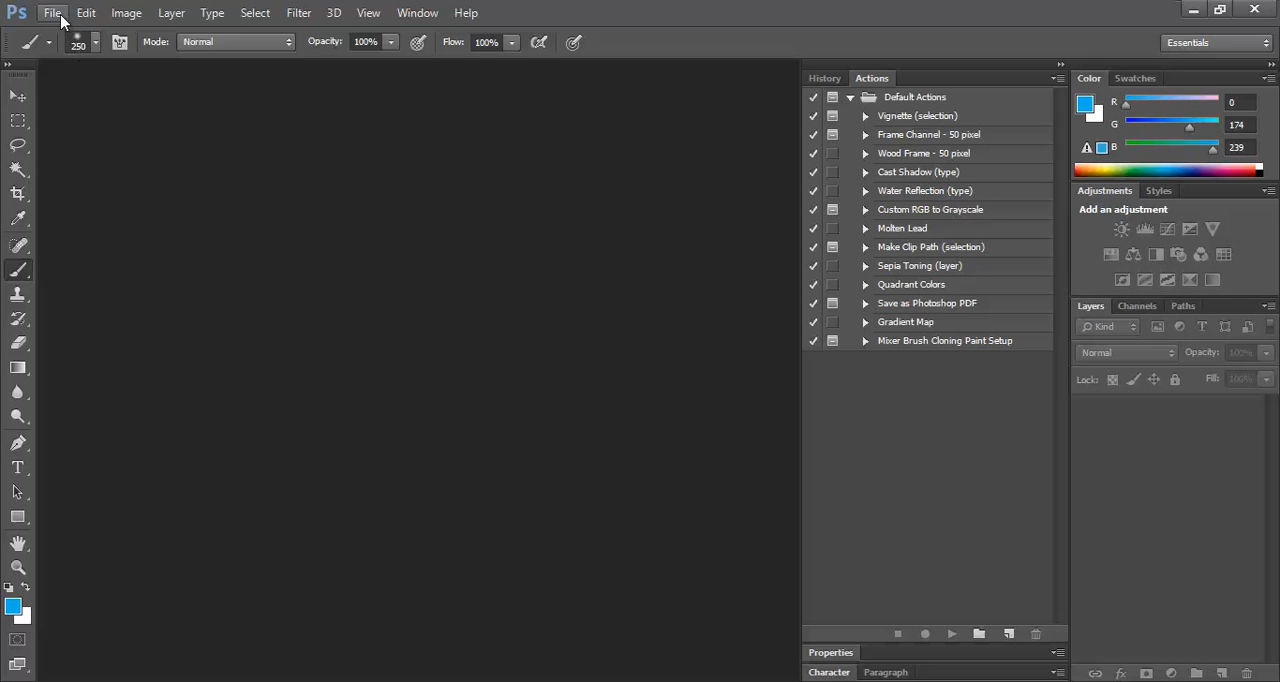 Ps File Edit Image Layer Type Select Filter 3D View Window Help
250 Mode: Normal Opacity: 100% Flow: 100% Essentials
History Actions
Default Actions
Vignette (selection)
Frame Channel - 50 pixel
Wood Frame - 50 pixel
Cast Shadow (type)
Water Reflection (type)
Custom RGB to Grayscale
Molten Lead
Make Clip Path (selection)
Sepia Toning (layer)
Quadrant Colors
Save as Photoshop PDF
Gradient Map
Mixer Brush Cloning Paint Setup
Properties
Character Paragraph
Color Swatches
R 0
G 174
B 239
Adjustments Styles
Add an adjustment
Layers Channels Paths
Kind
Normal Opacity: 100%
Lock: Fill: 100%